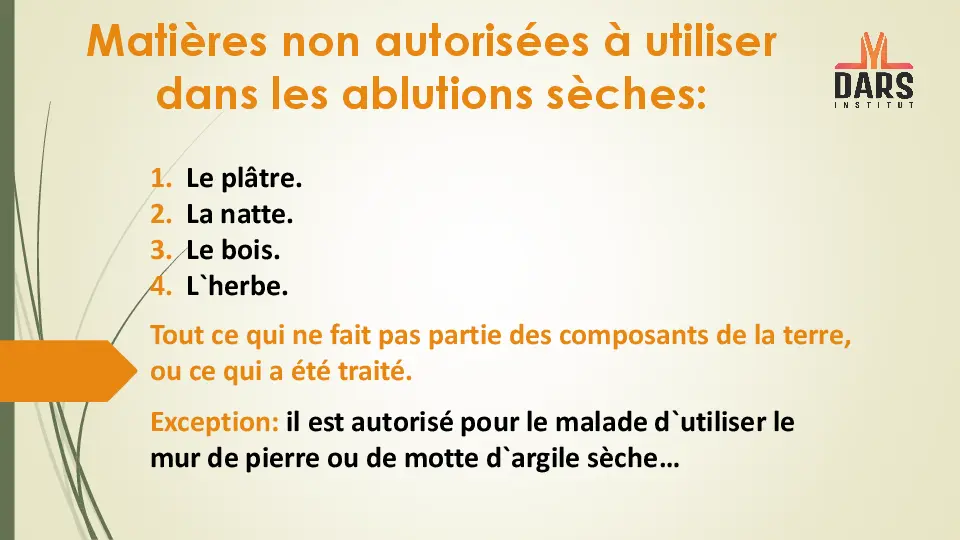 Matières non autorisées à utiliser
dans les ablutions sèches:
DARS
INSTITUT
1. Le plâtre.
2. La natte.
3. Le bois.
4. L`herbe.
Tout ce qui ne fait pas partie des composants de la terre,
ou ce qui a été traité.
Exception: il est autorisé pour le malade d`utiliser le
mur de pierre ou de motte d`argile sèche...